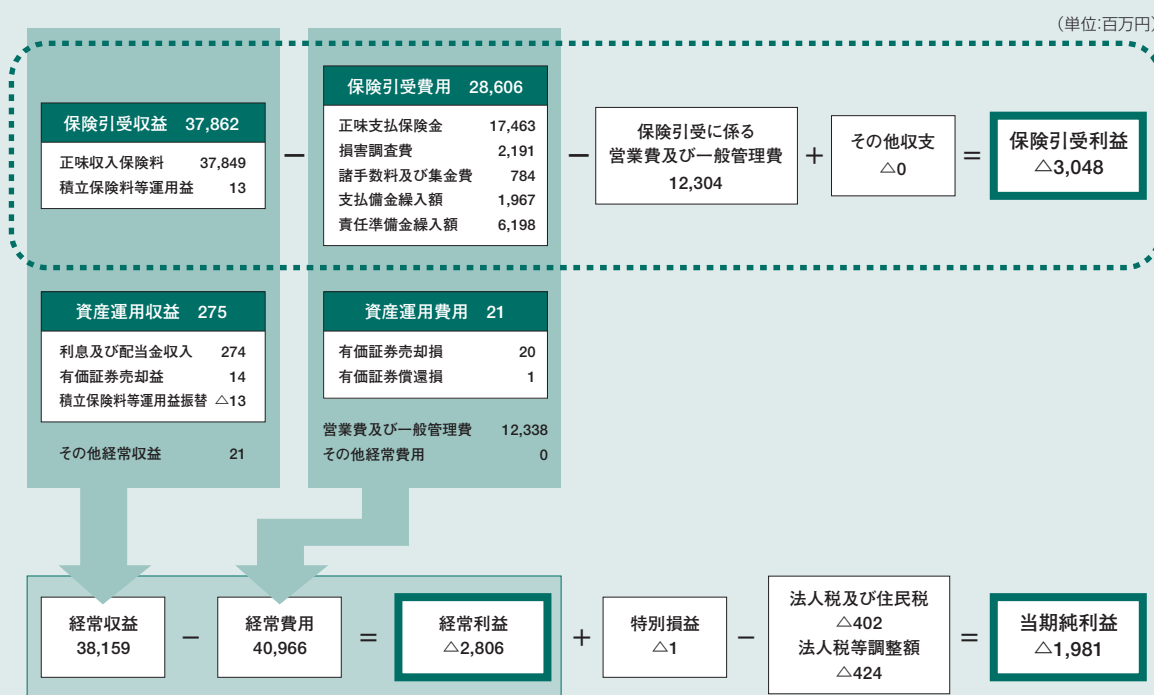 （単位:百万円）
保険引受収益 37,862
正味収入保険料 37,849
積立保険料等運用益 13
−
保険引受費用 28,606
正味支払保険金 17,463
損害調査費 2,191
諸手数料及び集金費 784
支払備金繰入額 1,967
責任準備金繰入額 6,198
−
保険引受に係る
営業費及び一般管理費
12,304
+
その他収支
△0
=
保険引受利益
△3,048
資産運用収益 275
利息及び配当金収入 274
有価証券売却益 14
積立保険料等運用益振替 △13
その他経常収益 21
資産運用費用 21
有価証券売却損 20
有価証券償還損 1
営業費及び一般管理費 12,338
その他経常費用 0
経常収益
38,159
−
経常費用
40,966
=
経常利益
△2,806
+
特別損益
△1
−
法人税及び住民税
△402
法人税等調整額
△424
=
当期純利益
△1,981